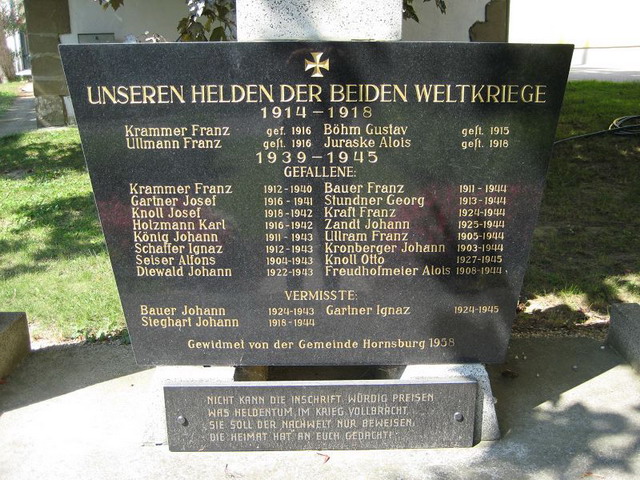 UNSEREN HELDEN DER BEIDEN WELTKRIEGE
1914-1918
Krammer Franz gef. 1916 Böhm Gustav gest. 1915
Ullmann Franz gest. 1916 Juraske Alois gest. 1918
1939-1945
GEFALLENE:
Krammer Franz 1912-1940 Bauer Franz 1911-1944
Gartner Josef 1916-1941 Stundner Georg 1913-1944
Knoll Josef 1918-1942 Kraft Franz 1924-1944
Holzmann Karl 1916-1942 Zandt Johann 1925-1944
König Johann 1911-1943 Ullram Franz 1905-1944
Schaffer Ignaz 1912-1943 Kronberger Johann 1903-1944
Seiser Alfons 1904-1943 Knoll Otto 1927-1945
Diewald Johann 1922-1943 Freudhofmeier Alois 1908-1944
VERMISSTE:
Bauer Johann 1924-1943 Gartner Ignaz 1924-1945
Sieghart Johann 1918-1944
Gewidmet von der Gemeinde Hornsburg 1958
NICHT KANN DIE INSCHRIFT WÜRDIG PREISEN
WAS HELDENTUM IM KRIEG VOLLBRACHT,
SIE SOLL DER NACHWELT NUR BEWEISEN,
DIE HEIMAT HAT AN EUCH GEDACHT!